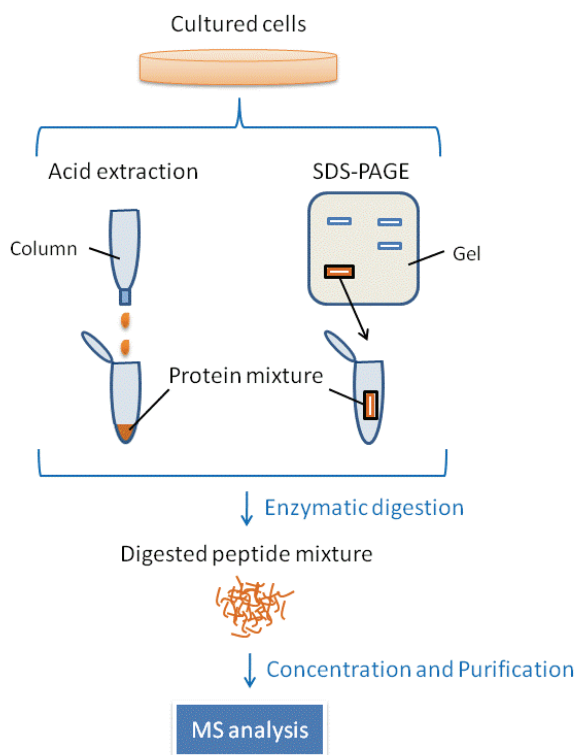 Cultured cells
Acid extraction
SDS-PAGE
Column
Gel
Protein mixture
Enzymatic digestion
Digested peptide mixture
Concentration and Purification
MS analysis